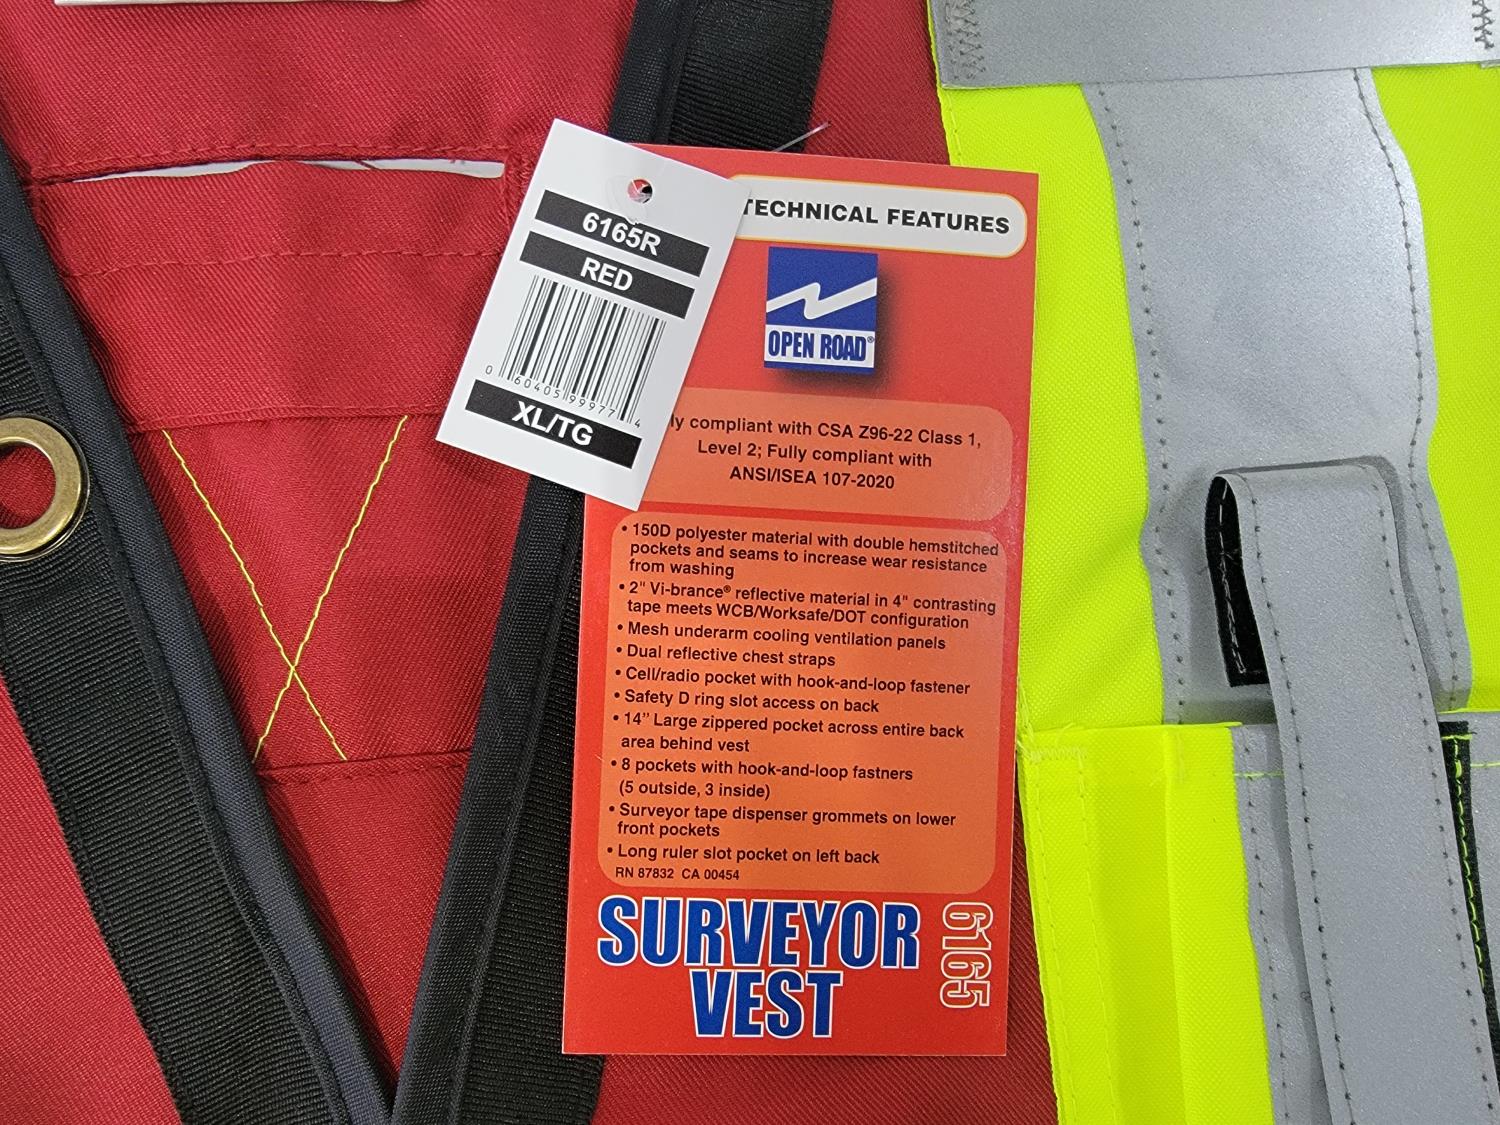 6165R
RED
0 60405 99977 4
XL/TG
TECHNICAL FEATURES
OPEN ROAD®
compliant with CSA Z96-22 Class 1,
Level 2; Fully compliant with
ANSI/ISEA 107-2020
• 150D polyester material with double hemstitched
pockets and seams to increase wear resistance
from washing
• 2" Vi-brance® reflective material in 4" contrasting
tape meets WCB/Worksafe/DOT configuration
• Mesh underarm cooling ventilation panels
• Dual reflective chest straps
• Cell/radio pocket with hook-and-loop fastener
• Safety D ring slot access on back
• 14” Large zippered pocket across entire back
area behind vest
• 8 pockets with hook-and-loop fastners
(5 outside, 3 inside)
• Surveyor tape dispenser grommets on lower
front pockets
• Long ruler slot pocket on left back
RN 87832 CA 00454
SURVEYOR
VEST
6165